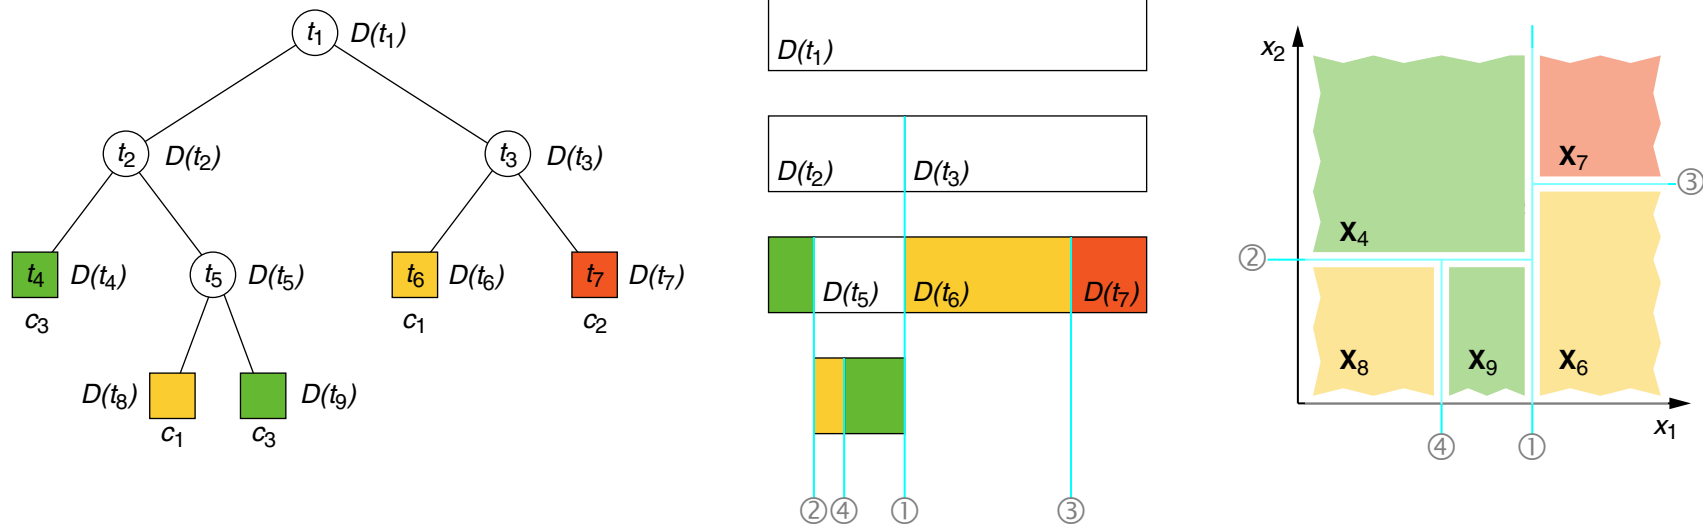 t₁ D(t₁)
t₂ D(t₂) t₃ D(t₃)
t₄ D(t₄) t₅ D(t₅) t₆ D(t₆) t₇ D(t₇)
c₃ c₁ c₂
D(t₈) D(t₉)
c₁ c₃
D(t₁)
D(t₂) D(t₃)
D(t₅) D(t₆) D(t₇)
② ④ ① ③
x₂
X₇
③
X₄
②
X₈ X₉ X₆
x₁
④ ①